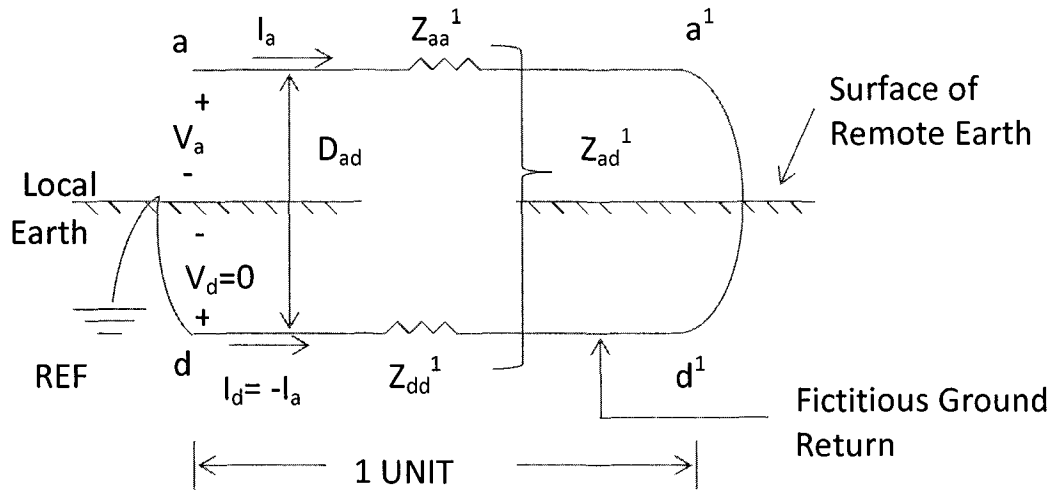 a
I_a
Z_aa^1
a^1
+
V_a
-
D_ad
Z_ad^1
Surface of
Remote Earth
Local
Earth
-
V_d=0
+
REF
d
I_d= -I_a
Z_dd^1
d^1
Fictitious Ground
Return
1 UNIT